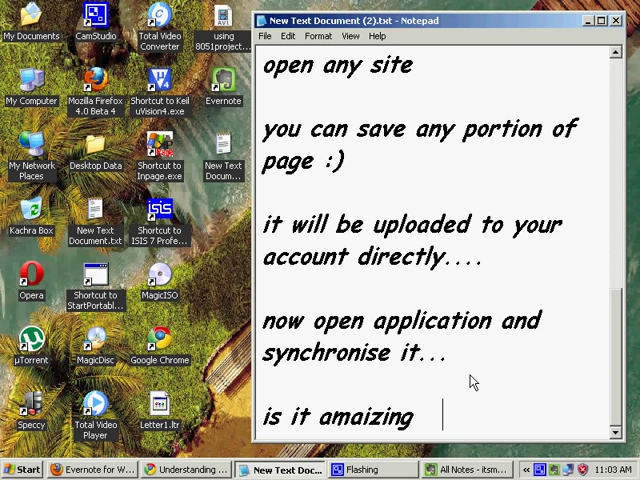 My Documents
CamStudio
Total Video
Converter
using
8051project...
My Computer
Mozilla Firefox
4.0 Beta 4
Shortcut to Keil
uVision4.exe
Evernote
My Network
Places
Desktop Data
Shortcut to
Inpage.exe
New Text
Docum...
Kachra Box
New Text
Document.txt
Shortcut to
ISIS 7 Profe...
Opera
Shortcut to
StartPortabl...
MagicISO
µTorrent
MagicDisc
Google Chrome
Speccy
Total Video
Player
Letter1.ltr
New Text Document (2).txt - Notepad
File Edit Format View Help
open any site
you can save any portion of
page :)
it will be uploaded to your
account directly....
now open application and
synchronise it...
is it amaizing
Start
Evernote for W...
Understanding ...
New Text Doc...
Flashing
All Notes - itsm...
11:03 AM